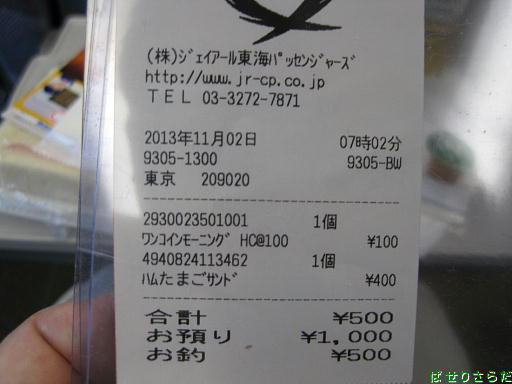 (株)ジェイアール東海パッセンジャーズ
http://www.jr-cp.co.jp
TEL 03-3272-7871
2013年11月02日 07時02分
9305-1300 9305-BW
東京 209020
2930023501001 1個
ワンコインモーニング HC@100 ¥100
4940824113462 1個
ハムたまごサンド ¥400
合計 ¥500
お預り ¥1,000
お釣 ¥500
ぱせりさらだ